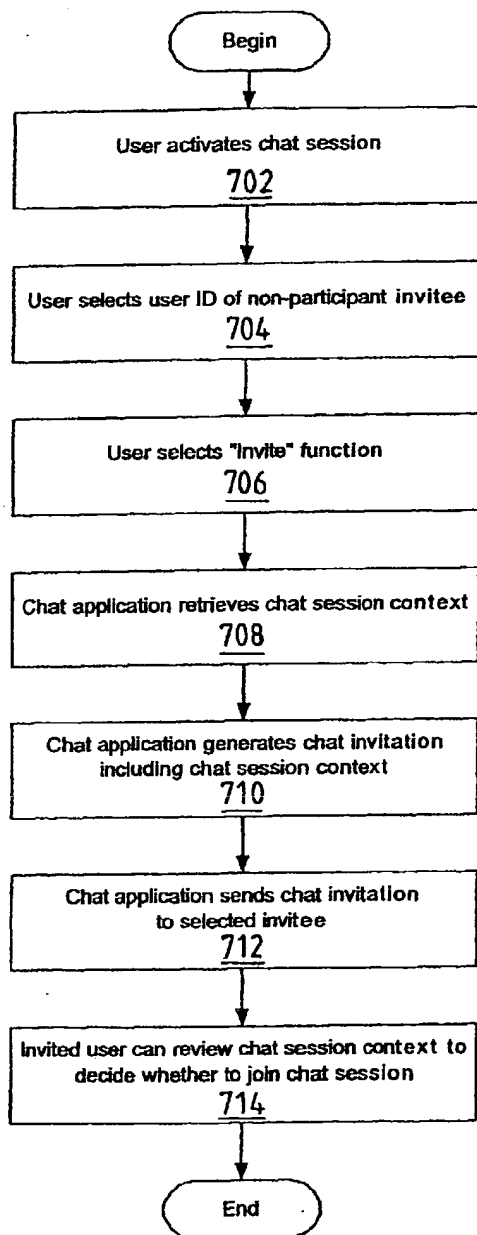 Begin
User activates chat session
702
User selects user ID of non-participant invitee
704
User selects "Invite" function
706
Chat application retrieves chat session context
708
Chat application generates chat invitation
including chat session context
710
Chat application sends chat invitation
to selected invitee
712
Invited user can review chat session context to
decide whether to join chat session
714
End